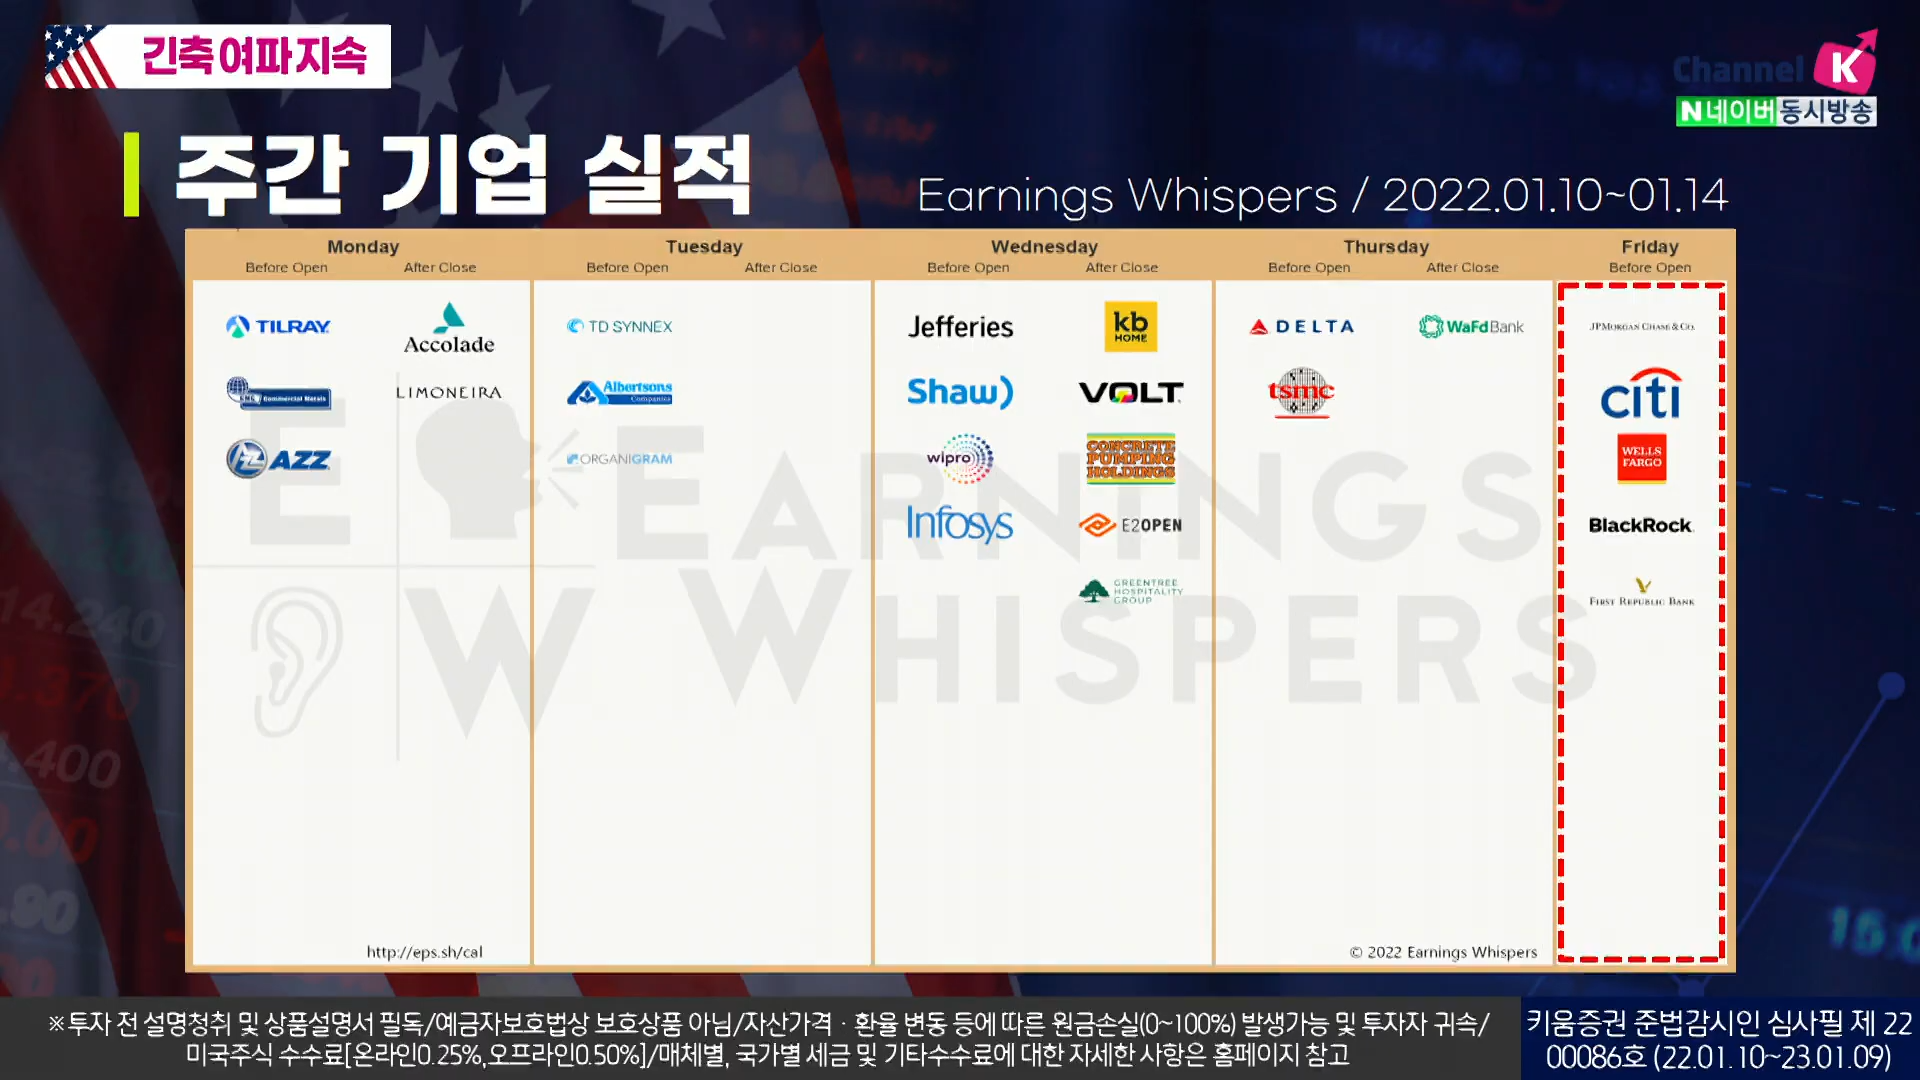 긴축 여파 지속
Channel K
N 네이버 동시방송
주간 기업 실적
Earnings Whispers / 2022.01.10~01.14
Monday
Before Open After Close
Tuesday
Before Open After Close
Wednesday
Before Open After Close
Thursday
Before Open After Close
Friday
Before Open
TILRAY
Commercial Metals
AZZ
Accolade
LIMONEIRA
TD SYNNEX
Albertsons
Companies
ORGANIGRAM
Jefferies
Shaw)
wipro
Infosys
kb
HOME
VOLT
CONCRETE
PUMPING
HOLDINGS
E2OPEN
GREENTREE
HOSPITALITY
GROUP
DELTA
tsmc
WaFd Bank
JPMORGAN CHASE & CO.
citi
WELLS
FARGO
BLACKROCK
FIRST REPUBLIC BANK
E EARNINGS
W WHISPERS
http://eps.sh/cal
© 2022 Earnings Whispers
14.240
.370
.400
.00
.90
※투자 전 설명청취 및 상품설명서 필독/예금자보호법상 보호상품 아님/자산가격 · 환율 변동 등에 따른 원금손실(0~100%) 발생가능 및 투자자 귀속/
미국주식 수수료[온라인0.25%,오프라인0.50%]/매체별, 국가별 세금 및 기타수수료에 대한 자세한 사항은 홈페이지 참고
키움증권 준법감시인 심사필 제 22
00086호 (22.01.10~23.01.09)